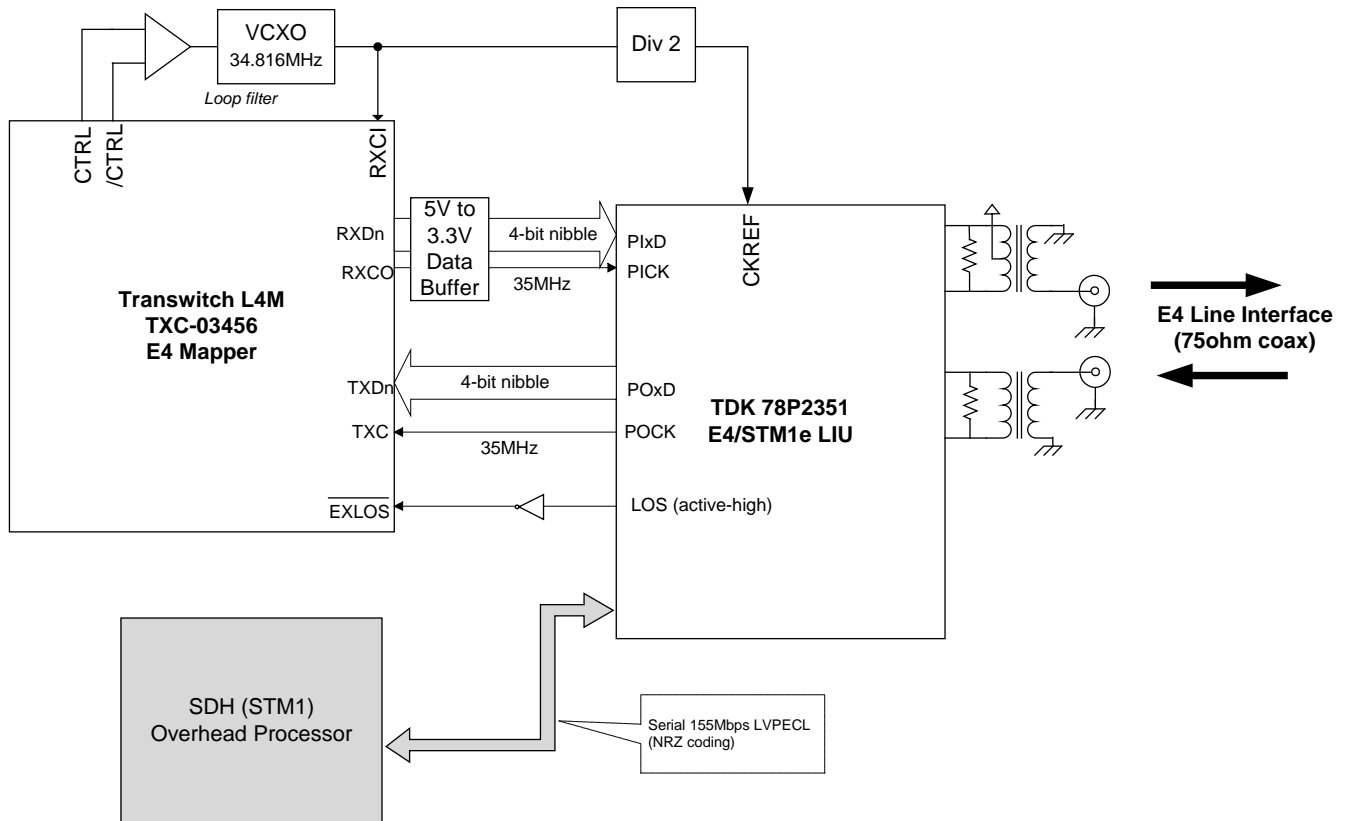 VCXO
34.816MHz
Div 2
Loop filter
CTRL
/CTRL
RXCI
RXDn
RXCO
5V to
3.3V
Data
Buffer
4-bit nibble
35MHz
PIxD
PICK
CKREF
Transwitch L4M
TXC-03456
E4 Mapper
E4 Line Interface
(75ohm coax)
TXDn
TXC
4-bit nibble
35MHz
POxD
POCK
TDK 78P2351
E4/STM1e LIU
EXLOS
LOS (active-high)
SDH (STM1)
Overhead Processor
Serial 155Mbps LVPECL
(NRZ coding)